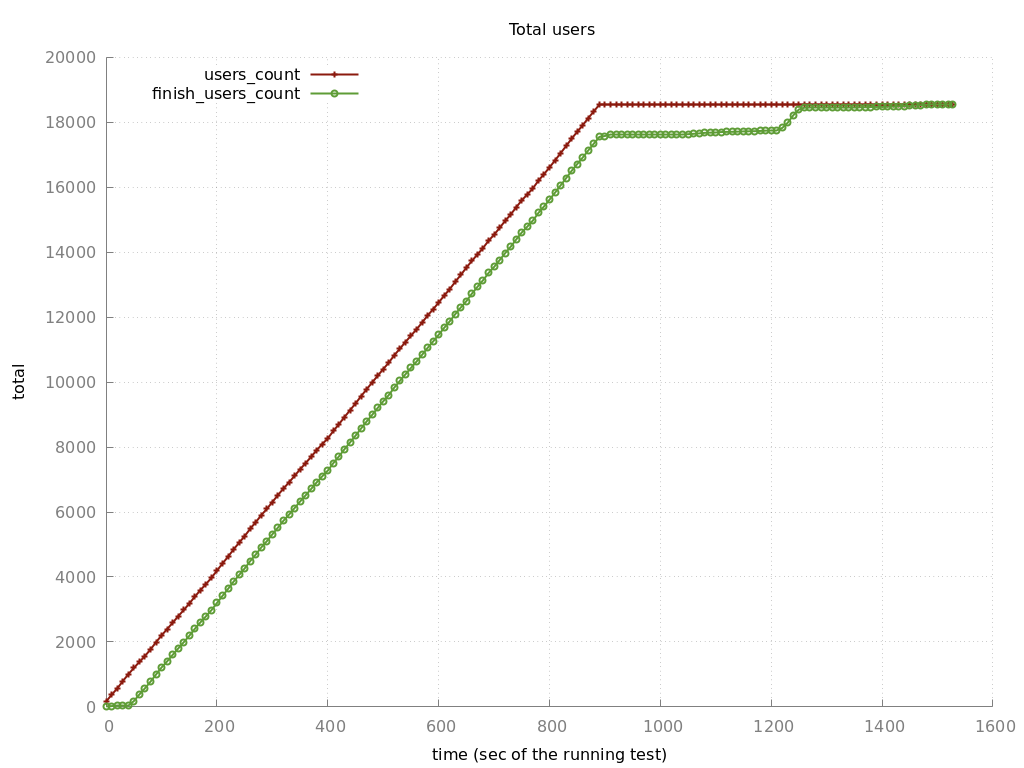 Total users
users_count
finish_users_count
20000
18000
16000
14000
12000
10000
8000
6000
4000
2000
0
total
0 200 400 600 800 1000 1200 1400 1600
time (sec of the running test)